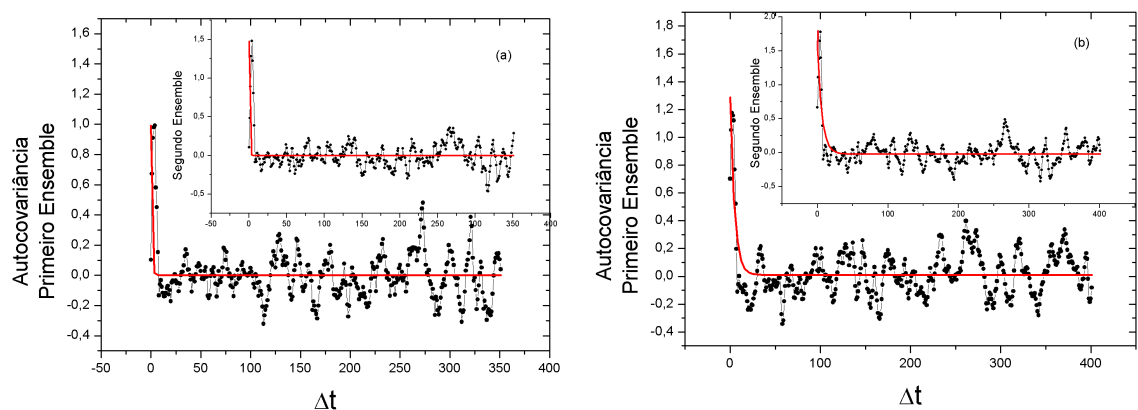 1,6
1,4
1,2
1,0
0,8
0,6
0,4
0,2
0,0
-0,2
-0,4
-50 0 50 100 150 200 250 300 350 400
Autocovariância
Primeiro Ensemble
Δt
1,5
1,0
0,5
0,0
-0,5
0 50 100 150 200 250 300 350 400
Segundo Ensemble
(a)
1,8
1,6
1,4
1,2
1,0
0,8
0,6
0,4
0,2
0,0
-0,2
-0,4
0 100 200 300 400
Autocovariância
Primeiro Ensemble
Δt
2,0
1,5
1,0
0,5
0,0
-0,5
0 100 200 300 400
Segundo Ensemble
(b)